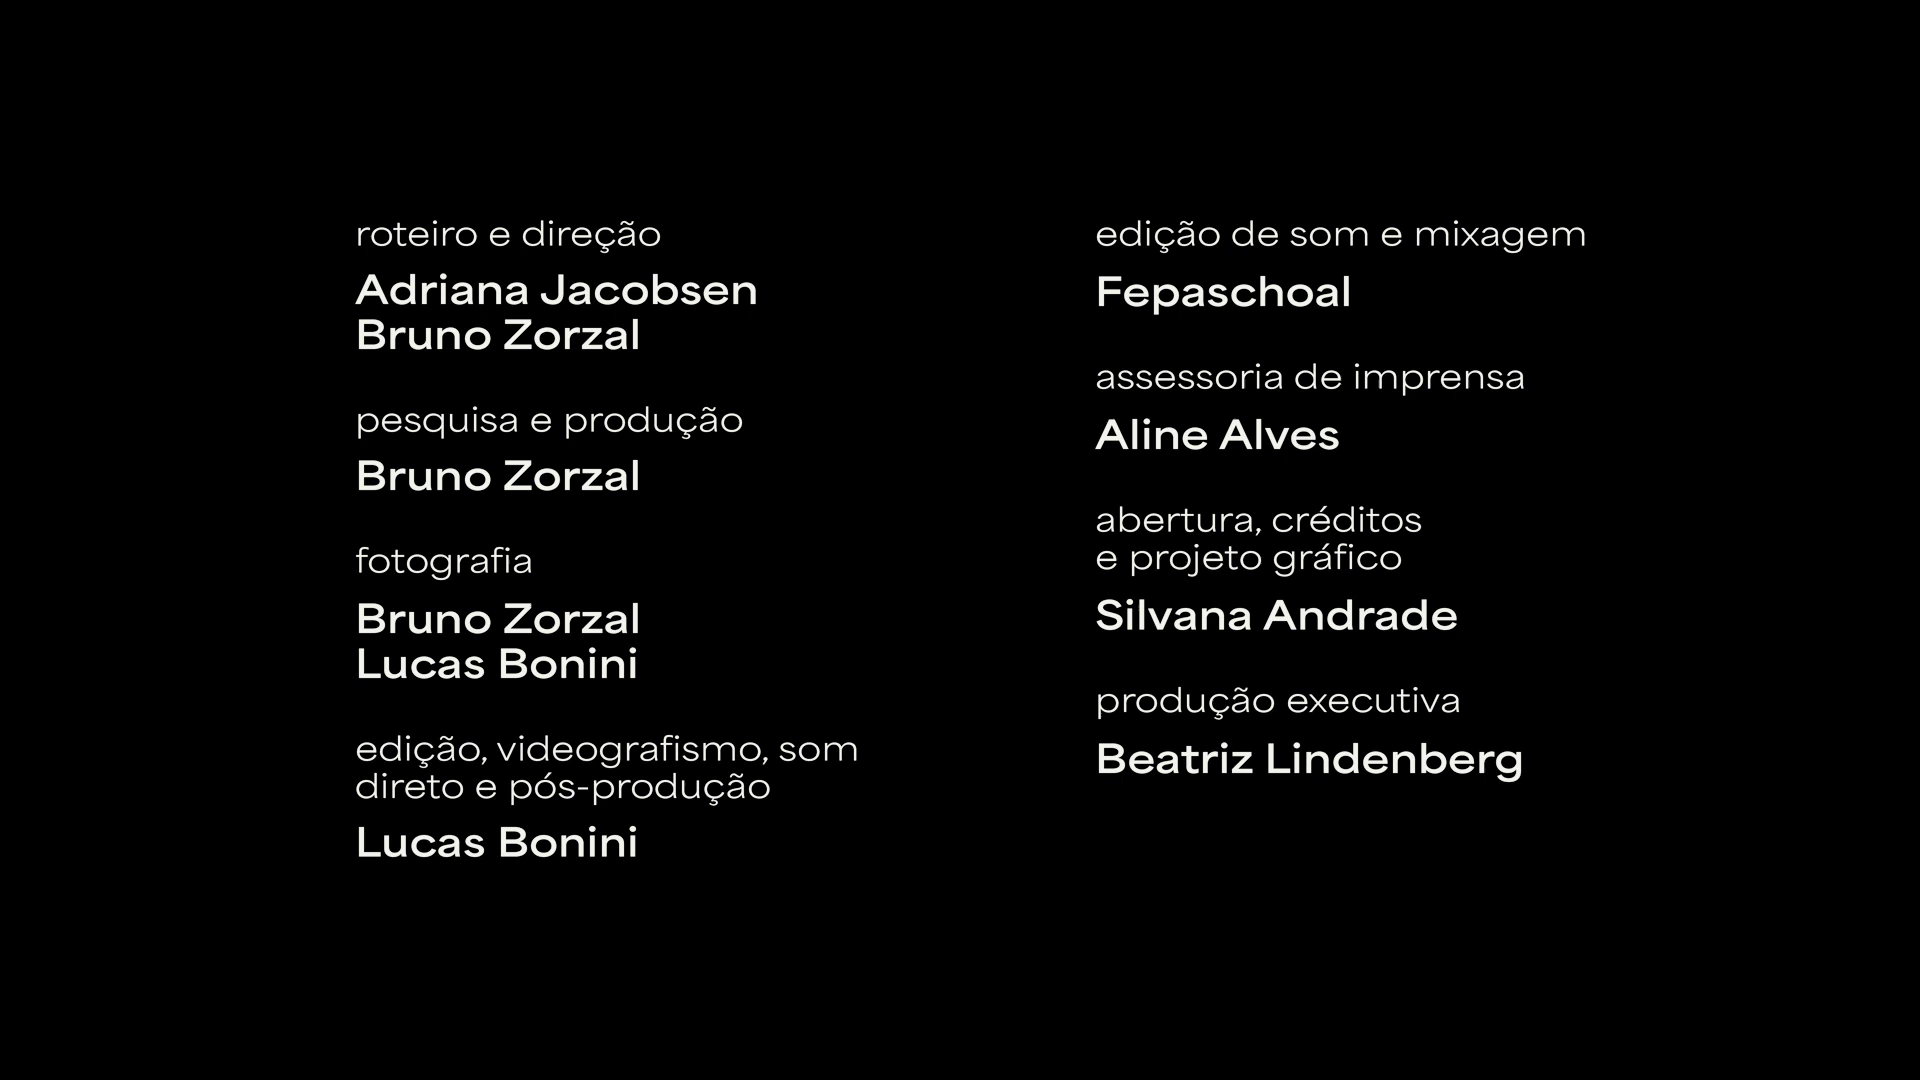 roteiro e direção
Adriana Jacobsen
Bruno Zorzal
pesquisa e produção
Bruno Zorzal
fotografia
Bruno Zorzal
Lucas Bonini
edição, videografismo, som
direto e pós-produção
Lucas Bonini
edição de som e mixagem
Fepaschoal
assessoria de imprensa
Aline Alves
abertura, créditos
e projeto gráfico
Silvana Andrade
produção executiva
Beatriz Lindenberg